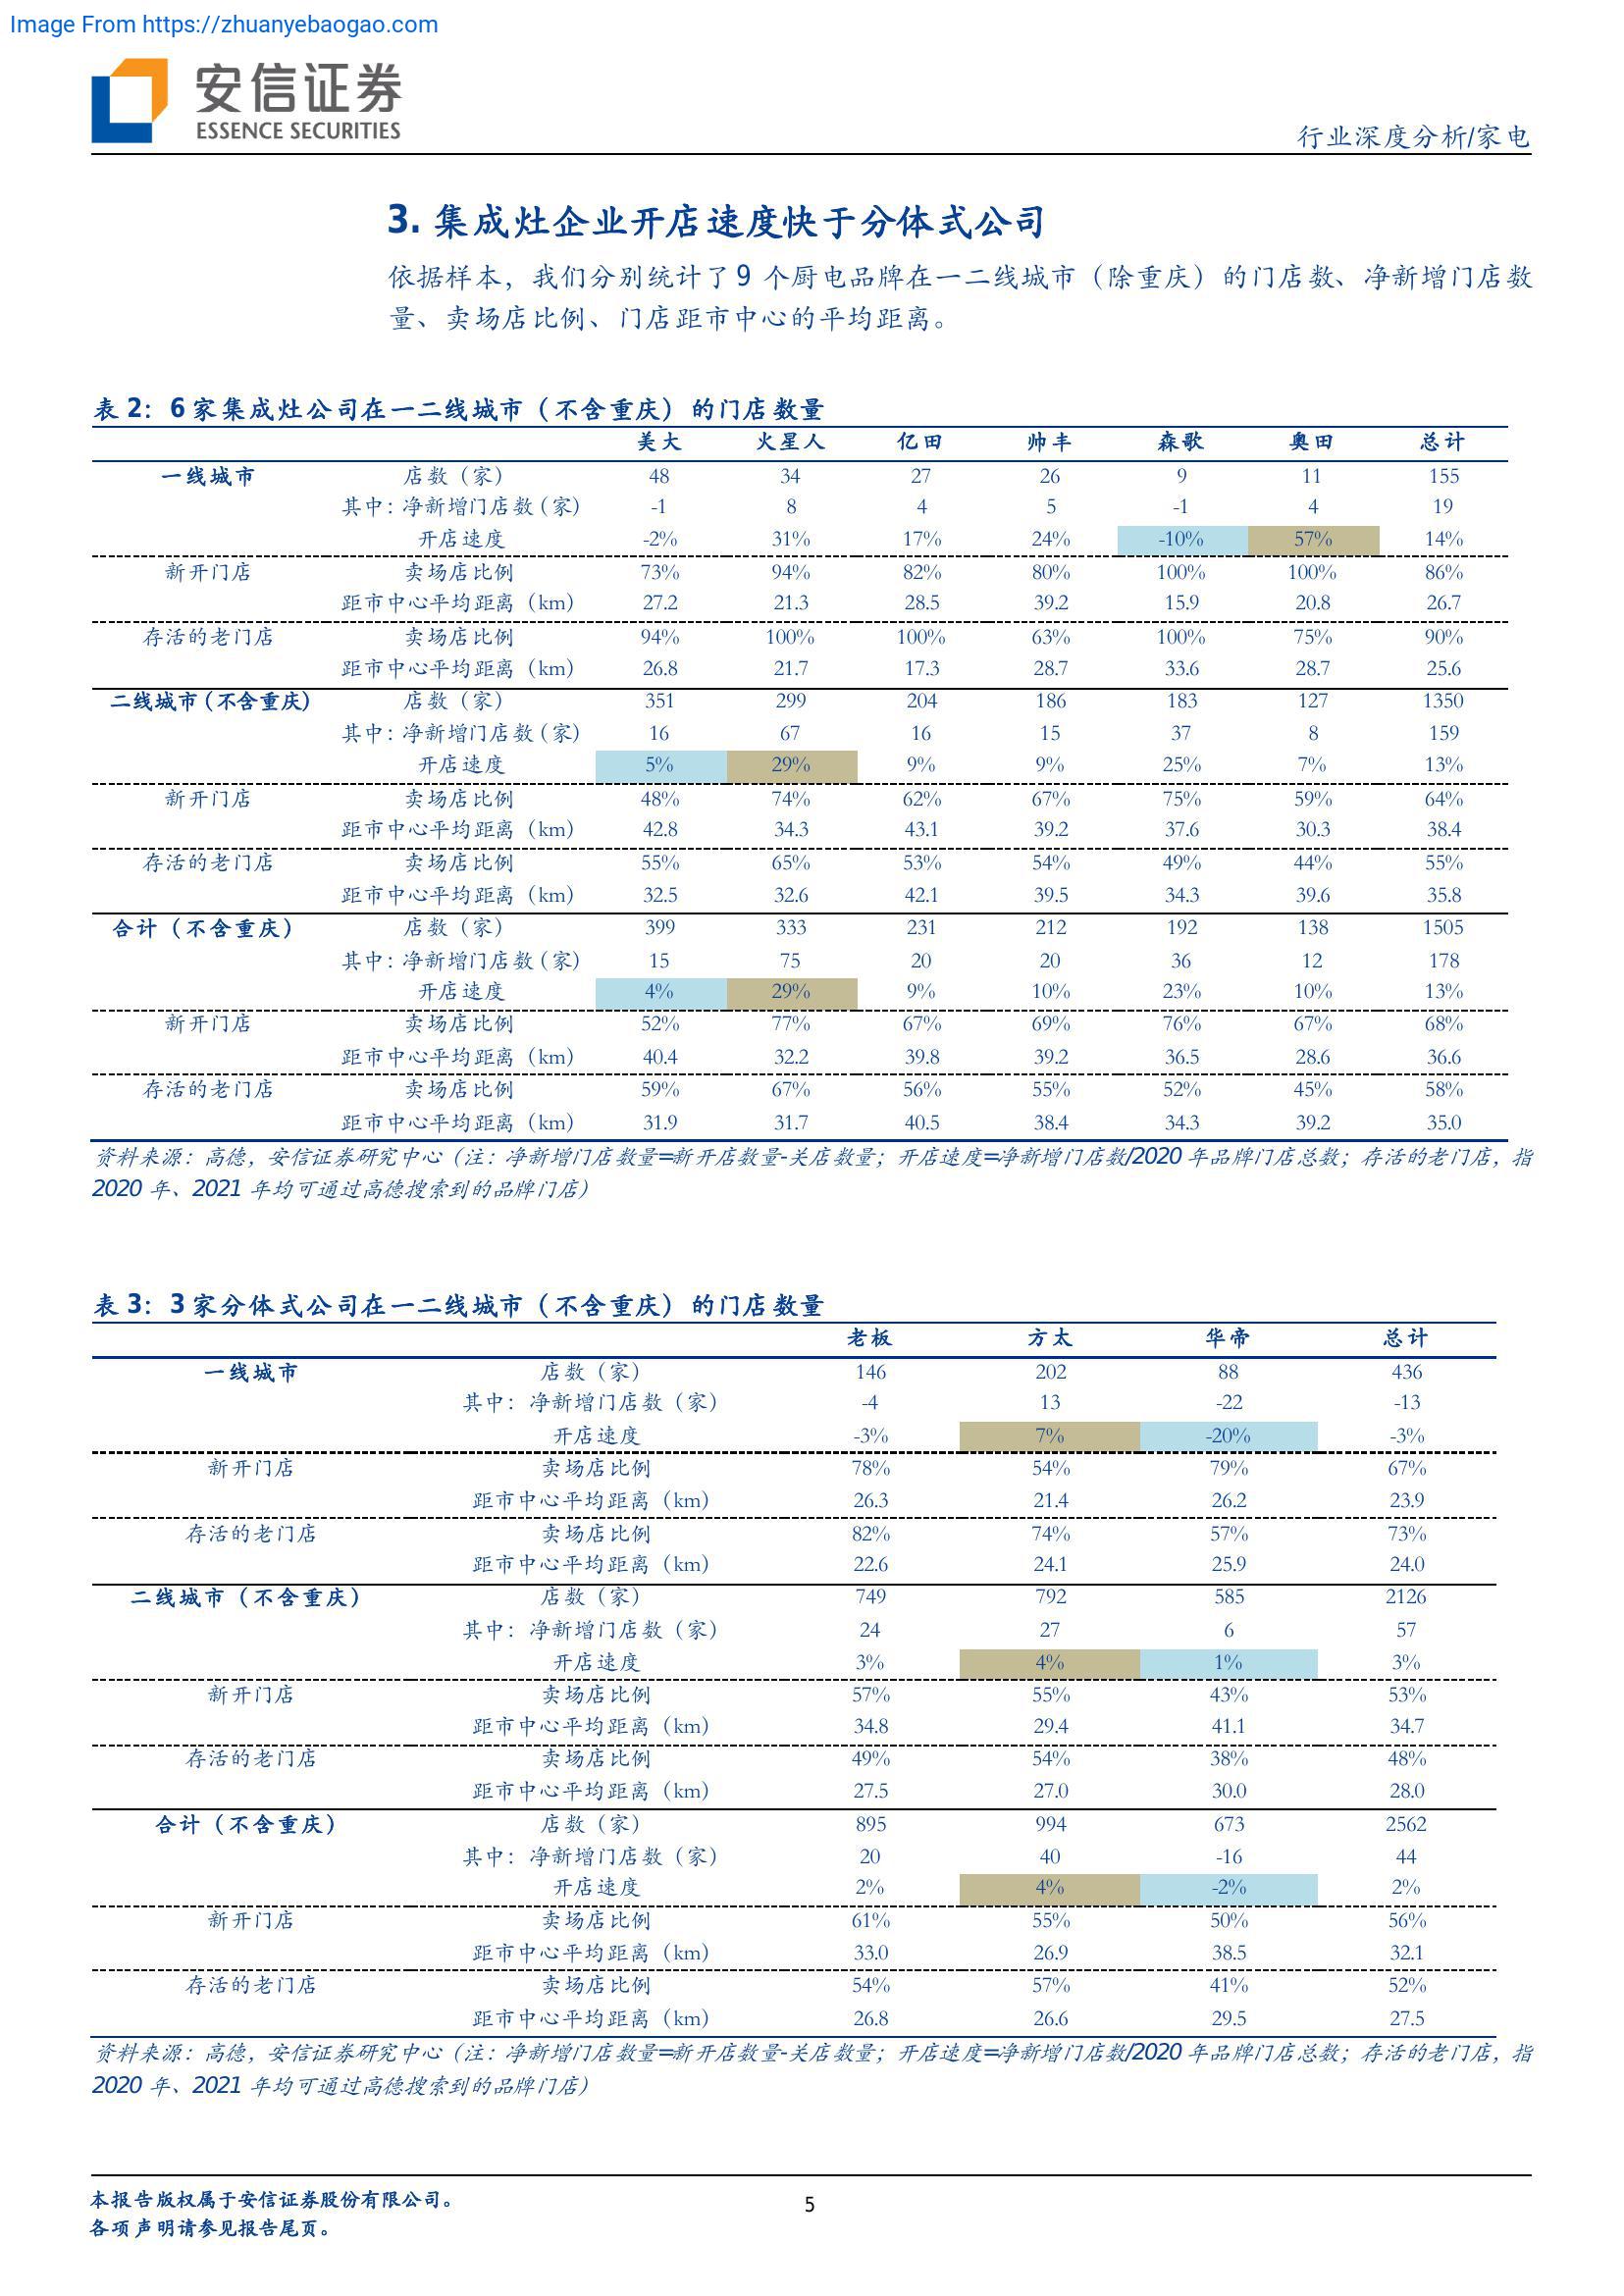 Image From https://zhuanyebaogao.com
安信证券
ESSENCE SECURITIES
行业深度分析/家电
3. 集成灶企业开店速度快于分体式公司
依据样本，我们分别统计了 9 个厨电品牌在一二线城市（除重庆）的门店数、净新增门店数
量、卖场店比例、门店距市中心的平均距离。
表 2：6 家集成灶公司在一二线城市（不含重庆）的门店数量
美大 火星人 亿田 帅丰 森歌 奥田 总计
一线城市 店数（家） 48 34 27 26 9 11 155
其中：净新增门店数（家） -1 8 4 5 -1 4 19
开店速度 -2% 31% 17% 24% -10% 57% 14%
新开门店 卖场店比例 73% 94% 82% 80% 100% 100% 86%
距市中心平均距离（km） 27.2 21.3 28.5 39.2 15.9 20.8 26.7
存活的老门店 卖场店比例 94% 100% 100% 63% 100% 75% 90%
距市中心平均距离（km） 26.8 21.7 17.3 28.7 33.6 28.7 25.6
二线城市（不含重庆） 店数（家） 351 299 204 186 183 127 1350
其中：净新增门店数（家） 16 67 16 15 37 8 159
开店速度 5% 29% 9% 9% 25% 7% 13%
新开门店 卖场店比例 48% 74% 62% 67% 75% 59% 64%
距市中心平均距离（km） 42.8 34.3 43.1 39.2 37.6 30.3 38.4
存活的老门店 卖场店比例 55% 65% 53% 54% 49% 44% 55%
距市中心平均距离（km） 32.5 32.6 42.1 39.5 34.3 39.6 35.8
合计（不含重庆） 店数（家） 399 333 231 212 192 138 1505
其中：净新增门店数（家） 15 75 20 20 36 12 178
开店速度 4% 29% 9% 10% 23% 10% 13%
新开门店 卖场店比例 52% 77% 67% 69% 76% 67% 68%
距市中心平均距离（km） 40.4 32.2 39.8 39.2 36.5 28.6 36.6
存活的老门店 卖场店比例 59% 67% 56% 55% 52% 45% 58%
距市中心平均距离（km） 31.9 31.7 40.5 38.4 34.3 39.2 35.0
资料来源：高德，安信证券研究中心（注：净新增门店数量=新开店数量-关店数量；开店速度=净新增门店数/2020 年品牌门店总数；存活的老门店，指
2020 年、2021 年均可通过高德搜索到的品牌门店）
表 3：3 家分体式公司在一二线城市（不含重庆）的门店数量
老板 方太 华帝 总计
一线城市 店数（家） 146 202 88 436
其中：净新增门店数（家） -4 13 -22 -13
开店速度 -3% 7% -20% -3%
新开门店 卖场店比例 78% 54% 79% 67%
距市中心平均距离（km） 26.3 21.4 26.2 23.9
存活的老门店 卖场店比例 82% 74% 57% 73%
距市中心平均距离（km） 22.6 24.1 25.9 24.0
二线城市（不含重庆） 店数（家） 749 792 585 2126
其中：净新增门店数（家） 24 27 6 57
开店速度 3% 4% 1% 3%
新开门店 卖场店比例 57% 55% 43% 53%
距市中心平均距离（km） 34.8 29.4 41.1 34.7
存活的老门店 卖场店比例 49% 54% 38% 48%
距市中心平均距离（km） 27.5 27.0 30.0 28.0
合计（不含重庆） 店数（家） 895 994 673 2562
其中：净新增门店数（家） 20 40 -16 44
开店速度 2% 4% -2% 2%
新开门店 卖场店比例 61% 55% 50% 56%
距市中心平均距离（km） 33.0 26.9 38.5 32.1
存活的老门店 卖场店比例 54% 57% 41% 52%
距市中心平均距离（km） 26.8 26.6 29.5 27.5
资料来源：高德，安信证券研究中心（注：净新增门店数量=新开店数量-关店数量；开店速度=净新增门店数/2020 年品牌门店总数；存活的老门店，指
2020 年、2021 年均可通过高德搜索到的品牌门店）
本报告版权属于安信证券股份有限公司。
5
各项声明请参见报告尾页。